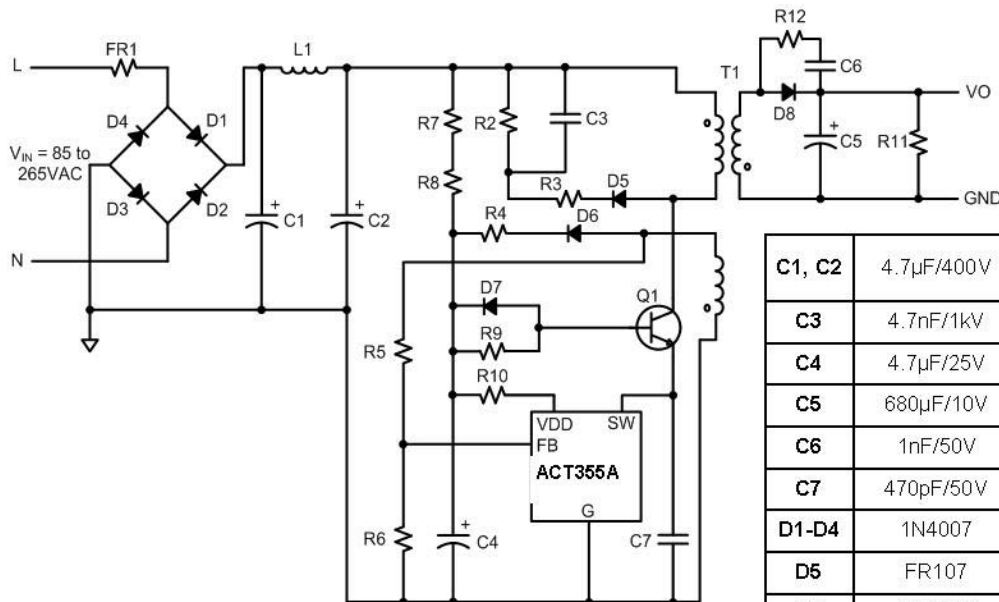 FR1
L
L1
R12
C6
T1
D8
VO
D4
D1
R7
R2
C3
C5
R11
V_IN = 85 to
265VAC
R8
R3
D5
D3
D2
GND
C1
C2
R4
D6
N
D7
Q1
R5
R9
R10
VDD
SW
FB
ACT355A
G
R6
C4
C7
+
+
+
+
C1, C2 4.7µF/400V
C3 4.7nF/1kV
C4 4.7µF/25V
C5 680µF/10V
C6 1nF/50V
C7 470pF/50V
D1-D4 1N4007
D5 FR107